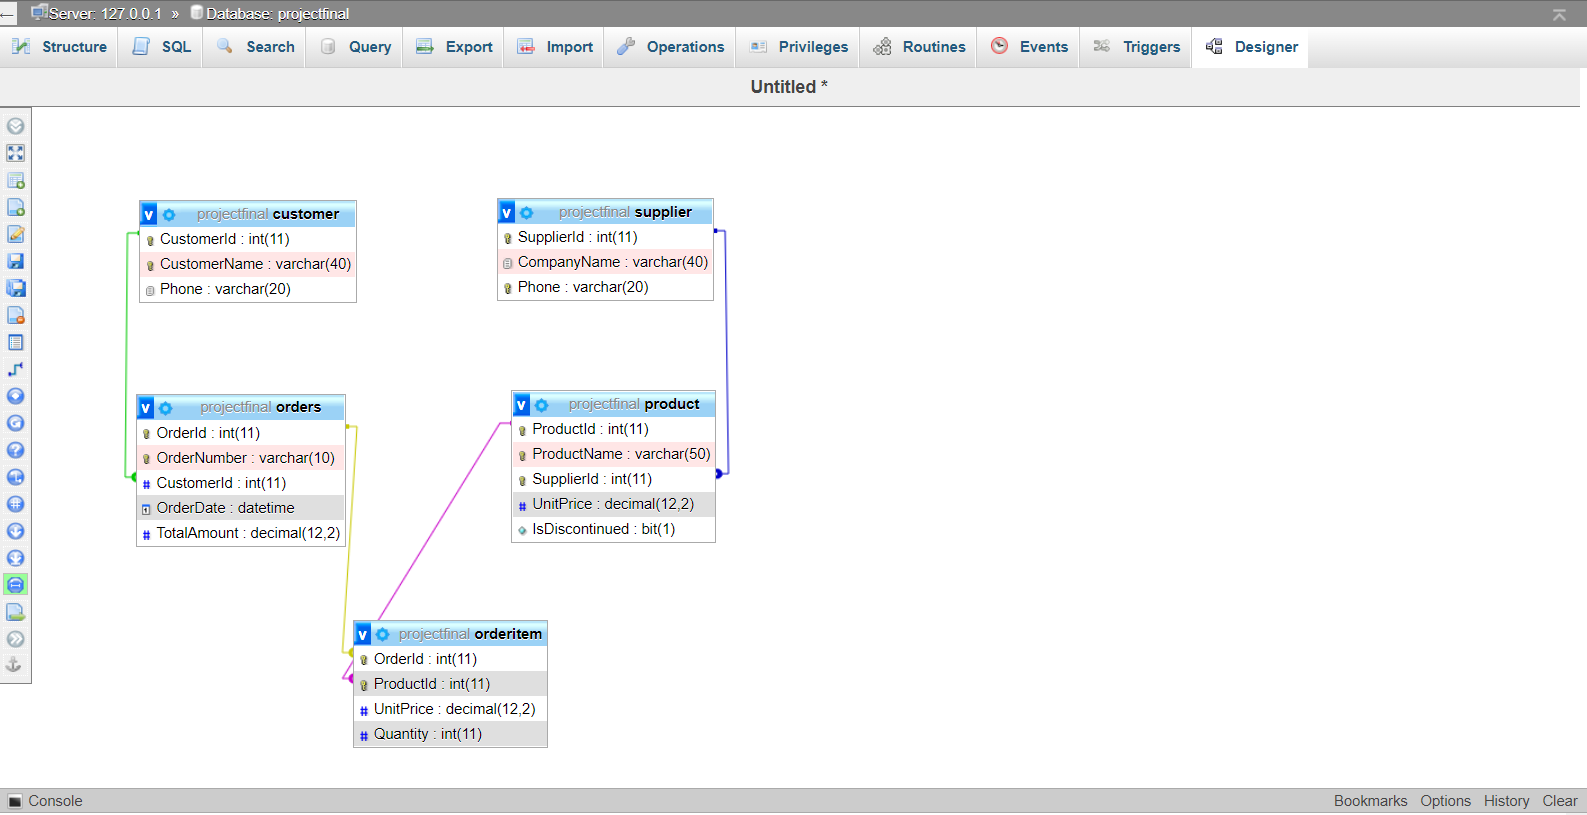 Server: 127.0.0.1 » Database: projectfinal
Structure SQL Search Query Export Import Operations Privileges Routines Events Triggers Designer
Untitled *
v projectfinal customer
CustomerId : int(11)
CustomerName : varchar(40)
Phone : varchar(20)
v projectfinal supplier
SupplierId : int(11)
CompanyName : varchar(40)
Phone : varchar(20)
v projectfinal orders
OrderId : int(11)
OrderNumber : varchar(10)
# CustomerId : int(11)
OrderDate : datetime
# TotalAmount : decimal(12,2)
v projectfinal product
ProductId : int(11)
ProductName : varchar(50)
SupplierId : int(11)
# UnitPrice : decimal(12,2)
IsDiscontinued : bit(1)
v projectfinal orderitem
OrderId : int(11)
ProductId : int(11)
# UnitPrice : decimal(12,2)
# Quantity : int(11)
Console Bookmarks Options History Clear